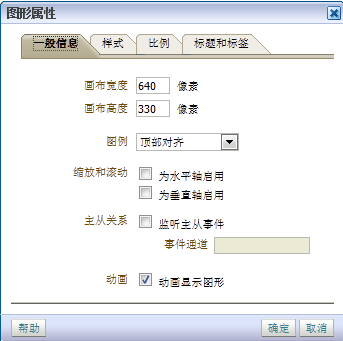 图形属性
一般信息 样式 比例 标题和标签
画布宽度 640 像素
画布高度 330 像素
图例 顶部对齐
缩放和滚动 为水平轴启用
为垂直轴启用
主从关系 监听主从事件
事件通道
动画 动画显示图形
帮助 确定 取消